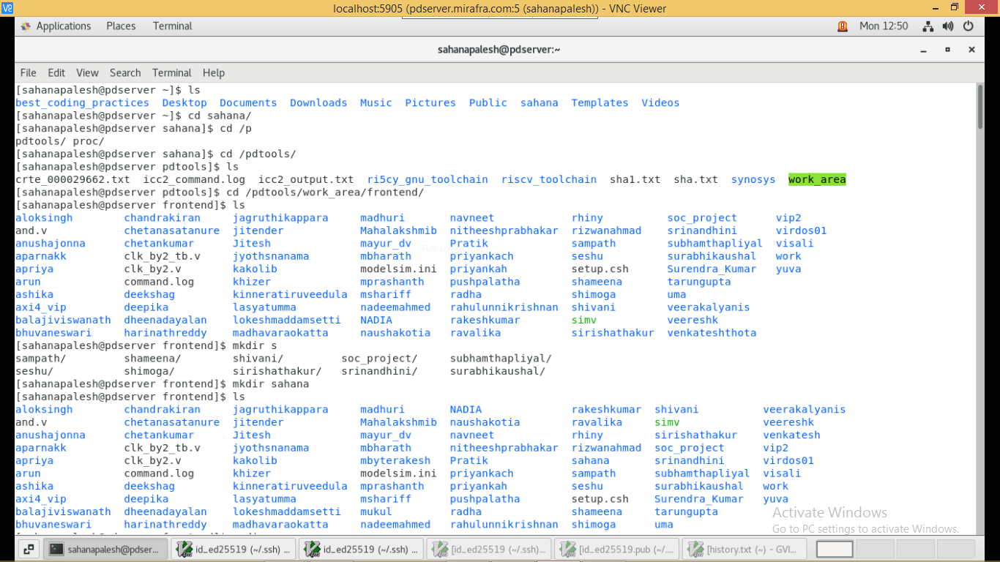 localhost:5905 (pdserver.mirafra.com:5 (sahanapalesh)) - VNC Viewer
Applications Places Terminal Mon 12:50
sahanapalesh@pdserver:~
File Edit View Search Terminal Help
[sahanapalesh@pdserver ~]$ ls
best_coding_practices Desktop Documents Downloads Music Pictures Public sahana Templates Videos
[sahanapalesh@pdserver ~]$ cd sahana/
[sahanapalesh@pdserver sahana]$ cd /p
pdtools/ proc/
[sahanapalesh@pdserver sahana]$ cd /pdtools/
[sahanapalesh@pdserver pdtools]$ ls
crte_000029662.txt icc2_command.log icc2_output.txt ri5cy_gnu_toolchain riscv_toolchain sha1.txt sha.txt synosys work_area
[sahanapalesh@pdserver pdtools]$ cd /pdtools/work_area/frontend/
[sahanapalesh@pdserver frontend]$ ls
aloksingh chandrakiran jagruthikappara madhuri navneet rhiny soc_project vip2
and.v chetanasatanure jitender Mahalakshmib nitheeshprabhakar rizwanahmad srinandhini virdos01
anushajonna chetankumar Jitesh mayur_dv Pratik sampath subhamthapliyal visali
aparnakk clk_by2_tb.v jyothsnanama mbharath priyankach seshu surabhikaushal work
apriya clk_by2.v kakolib modelsim.ini priyankah setup.csh Surendra_Kumar yuva
arun command.log khizer mprashanth pushpalatha shameena tarungupta
ashika deekshag kinneratiruveedula mshariff radha shimoga uma
axi4_vip deepika lasyatumma nadeemahmed rahulunnikrishnan shivani veerakalyanis
balajiviswanath dheenadayalan lokeshmaddamsetti NADIA rakeshkumar simv veereshk
bhuvaneswari harinathreddy madhavaraokatta naushakotia ravalika sirishathakur venkateshthota
[sahanapalesh@pdserver frontend]$ mkdir s
sampath/ shameena/ shivani/ soc_project/ subhamthapliyal/
seshu/ shimoga/ sirishathakur/ srinandhini/ surabhikaushal/
[sahanapalesh@pdserver frontend]$ mkdir sahana
[sahanapalesh@pdserver frontend]$ ls
aloksingh chandrakiran jagruthikappara madhuri NADIA rakeshkumar shivani veerakalyanis
and.v chetanasatanure jitender Mahalakshmib naushakotia ravalika simv veereshk
anushajonna chetankumar Jitesh mayur_dv navneet rhiny sirishathakur venkatesh
aparnakk clk_by2_tb.v jyothsnanama mbharath nitheeshprabhakar rizwanahmad soc_project vip2
apriya clk_by2.v kakolib mbyterakesh Pratik sahana srinandhini virdos01
arun command.log khizer modelsim.ini priyankach sampath subhamthapliyal visali
ashika deekshag kinneratiruveedula mprashanth priyankah seshu surabhikaushal work
axi4_vip deepika lasyatumma mshariff pushpalatha setup.csh Surendra_Kumar yuva
balajiviswanath dheenadayalan lokeshmaddamsetti mukul radha shameena tarungupta
bhuvaneswari harinathreddy madhavaraokatta nadeemahmed rahulunnikrishnan shimoga uma
Activate Windows
Go to PC settings to activate Windows.
sahanapalesh@pdser... id_ed25519 (~/.ssh) ... id_ed25519 (~/.ssh) ... [id_ed25519 (~/.ssh)... [id_ed25519.pub (~/.... [history.txt (~) - GVI...